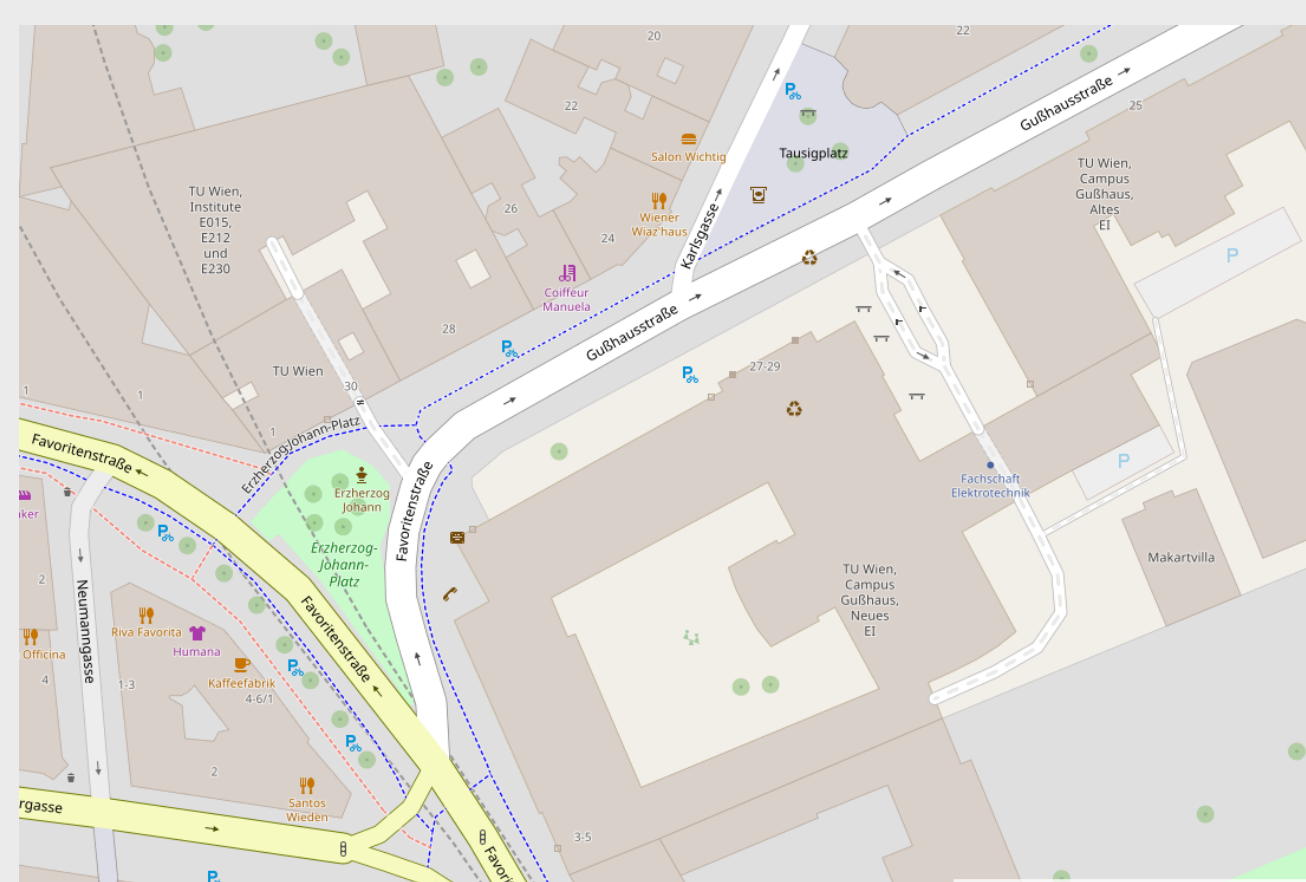 20
22
22
Gußhausstraße
25
Salon Wichtig
Tausigplatz
TU Wien,
Campus
Gußhaus,
Altes
EI
TU Wien,
Institute
E015,
E212
und
E230
26
Wiener
Wiaz'haus
24
Karlsgasse
P
Coiffeur
Manuela
28
Gußhausstraße
27-29
TU Wien
30
1
1
1
Erzherzog-Johann-Platz
Favoritenstraße
Erzherzog
Johann
Favoritenstraße
Erzherzog-
Johann-
Platz
P
Fachschaft
Elektrotechnik
Makartvilla
TU Wien,
Campus
Gußhaus,
Neues
EI
ker
2
Neumanngasse
Riva Favorita
Humana
Officina
4
1-3
Kaffeefabrik
4-6/1
Favoritenstraße
2
Santos
Wieden
rgasse
3-5
Favori